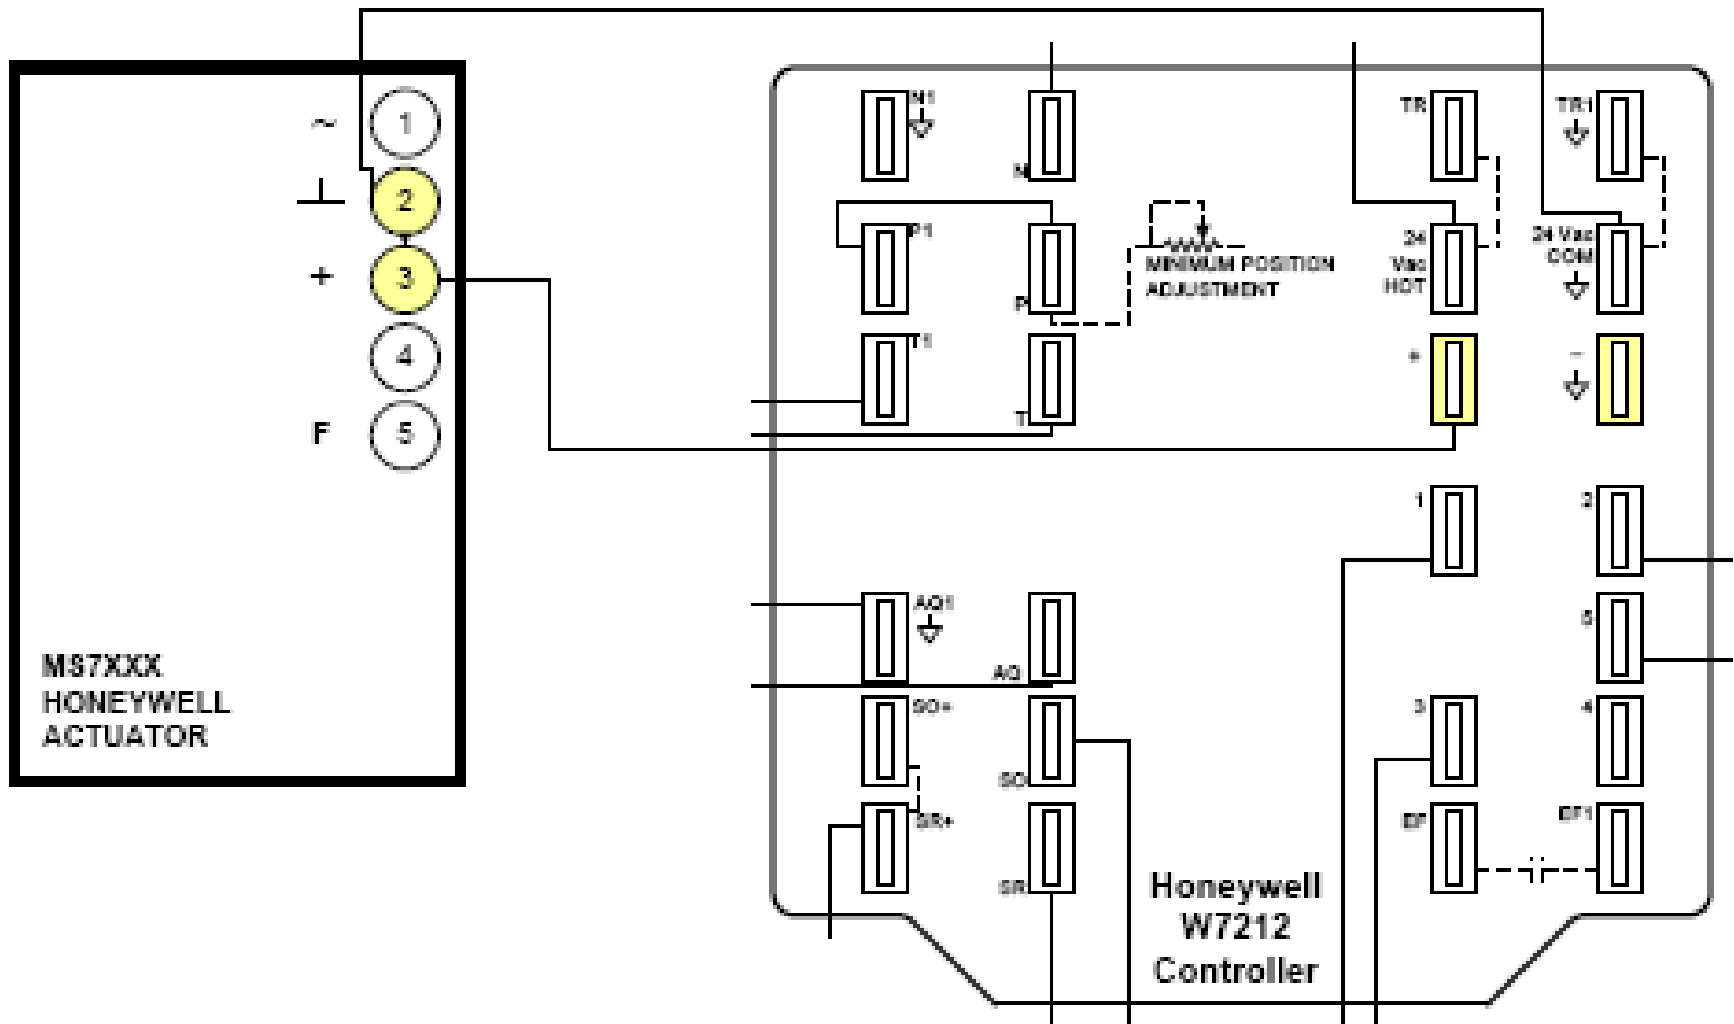 ~
1
⊥
2
+
3
4
F
5
MS7XXX
HONEYWELL
ACTUATOR
N1
N
TR
TR1
P1
P
MINIMUM POSITION
ADJUSTMENT
24
Vac
HOT
24 Vac
COM
T1
T
+
-
1
2
AQ1
AQ
5
SO+
SO
3
4
SR+
SR
EF
EF1
Honeywell
W7212
Controller